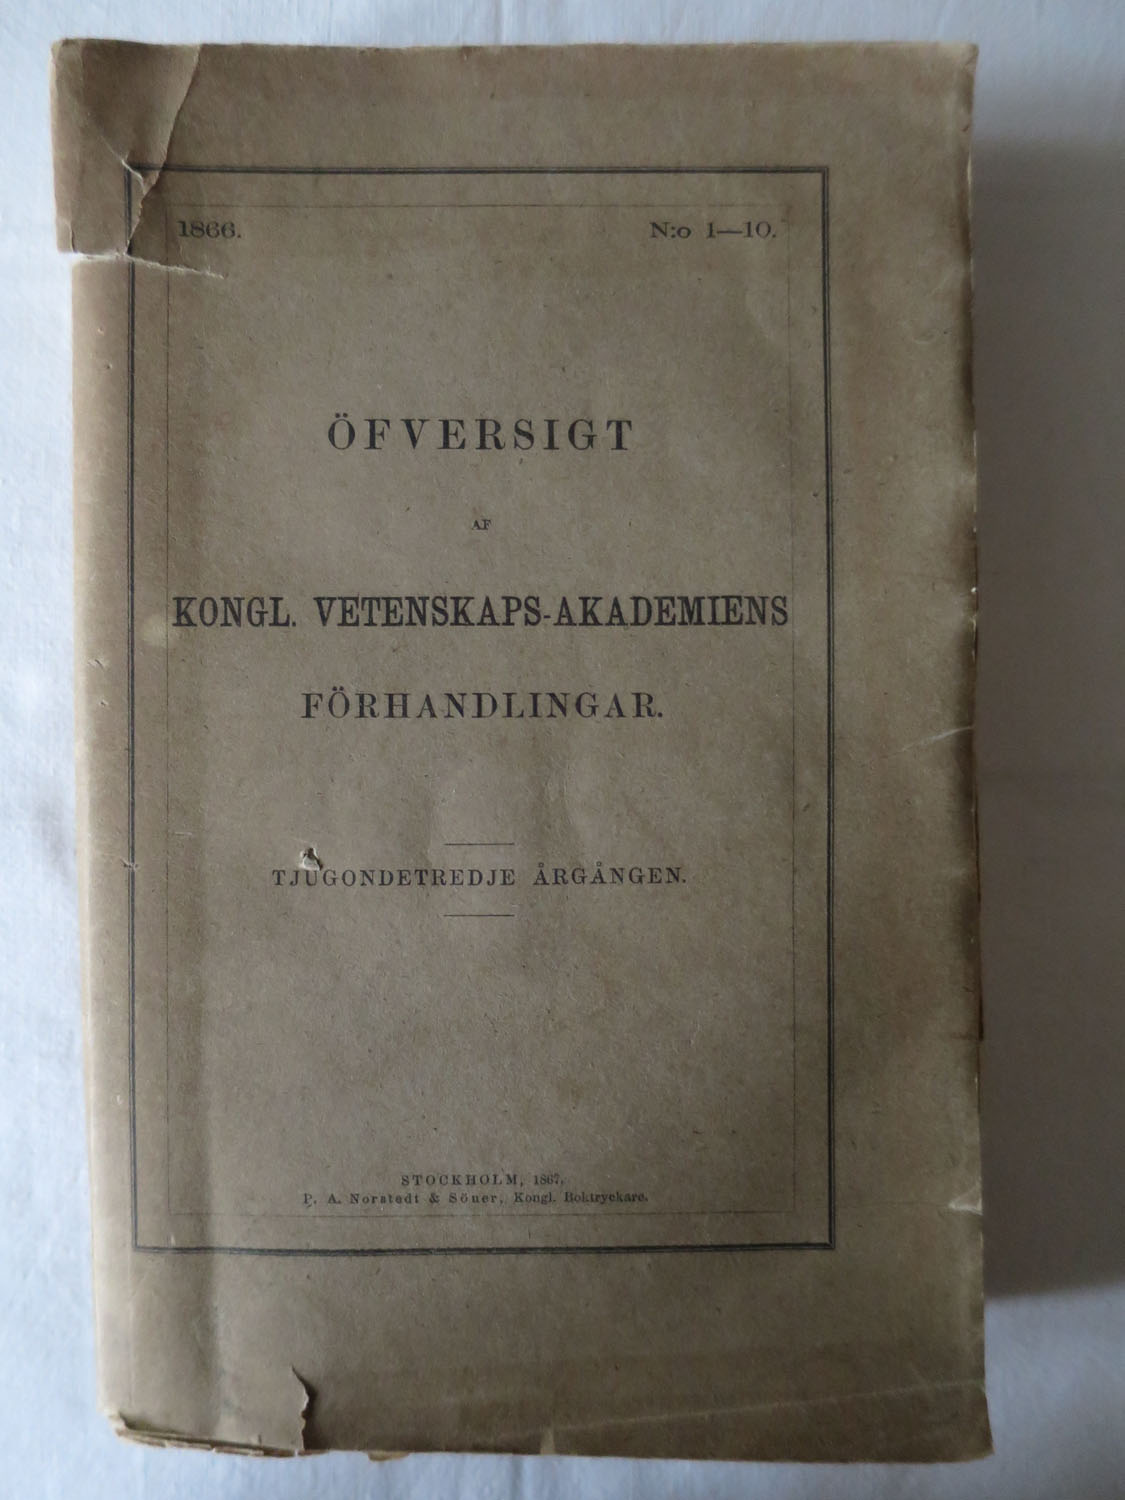 1866. N:o 1—10.
ÖFVERSIGT
AF
KONGL. VETENSKAPS-AKADEMIENS
FÖRHANDLINGAR.
TJUGONDETREDJE ÅRGÅNGEN.
STOCKHOLM, 1867.
P. A. Norstedt & Söner, Kongl. Boktryckare.